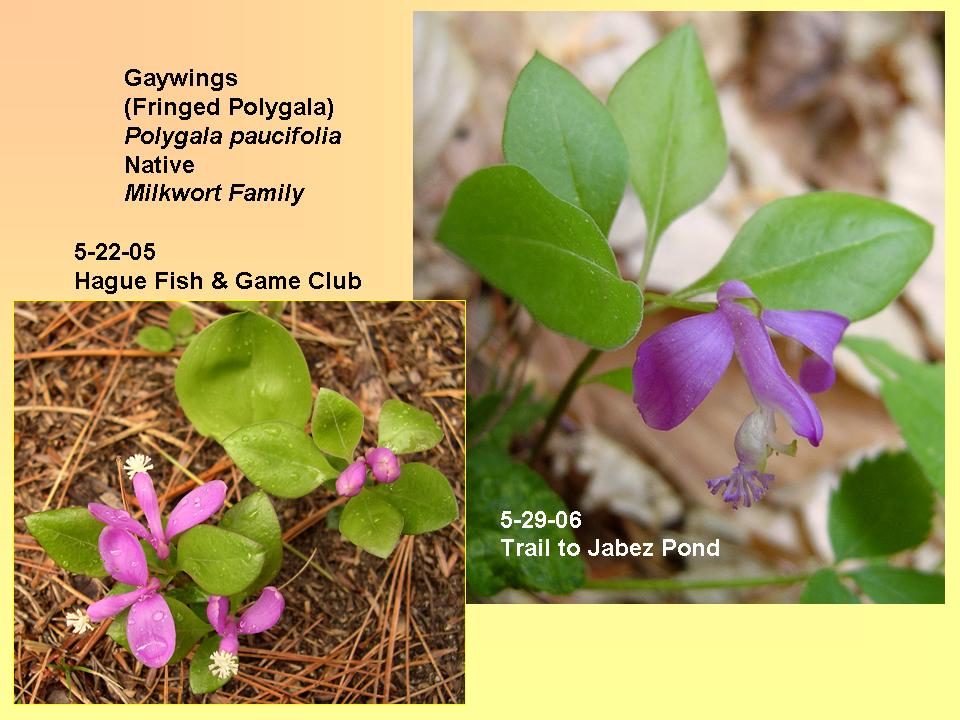 Gaywings
(Fringed Polygala)
Polygala paucifolia
Native
Milkwort Family
5-22-05
Hague Fish & Game Club
5-29-06
Trail to Jabez Pond